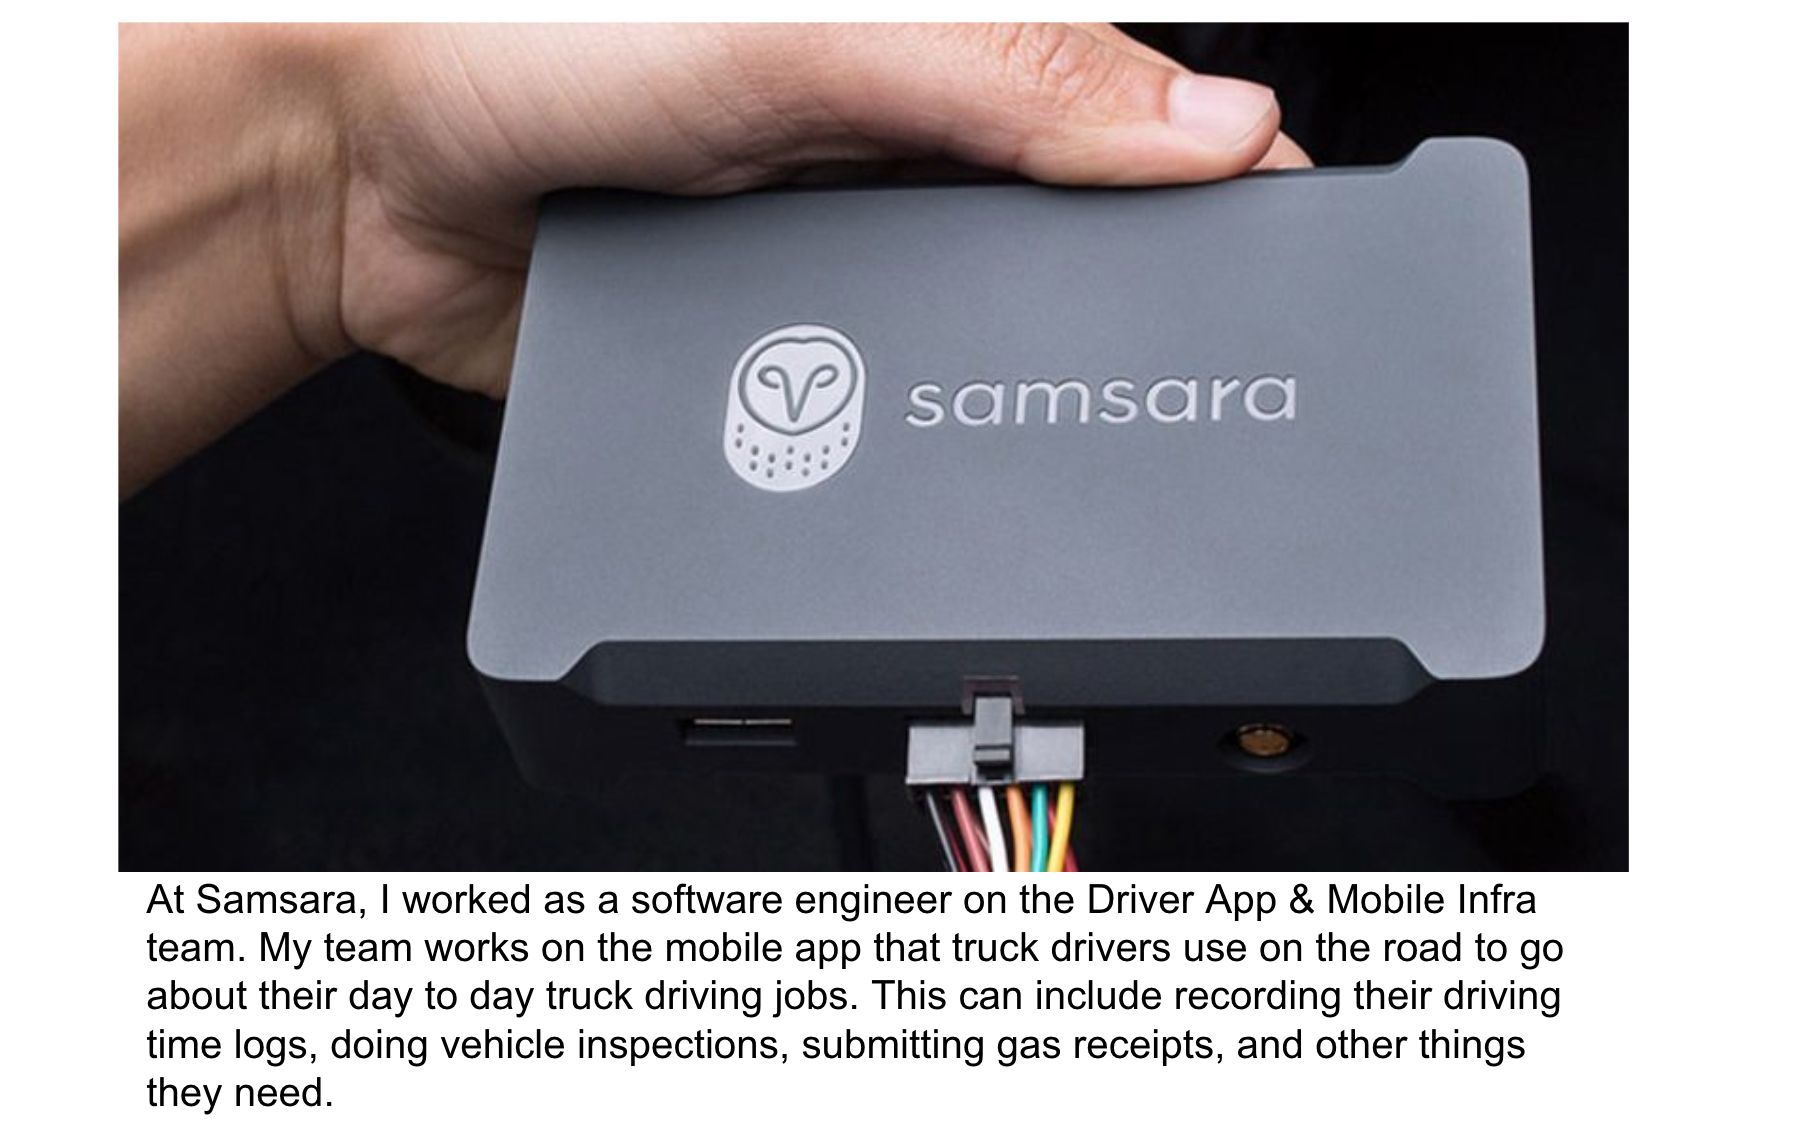 samsara
At Samsara, I worked as a software engineer on the Driver App & Mobile Infra
team. My team works on the mobile app that truck drivers use on the road to go
about their day to day truck driving jobs. This can include recording their driving
time logs, doing vehicle inspections, submitting gas receipts, and other things
they need.